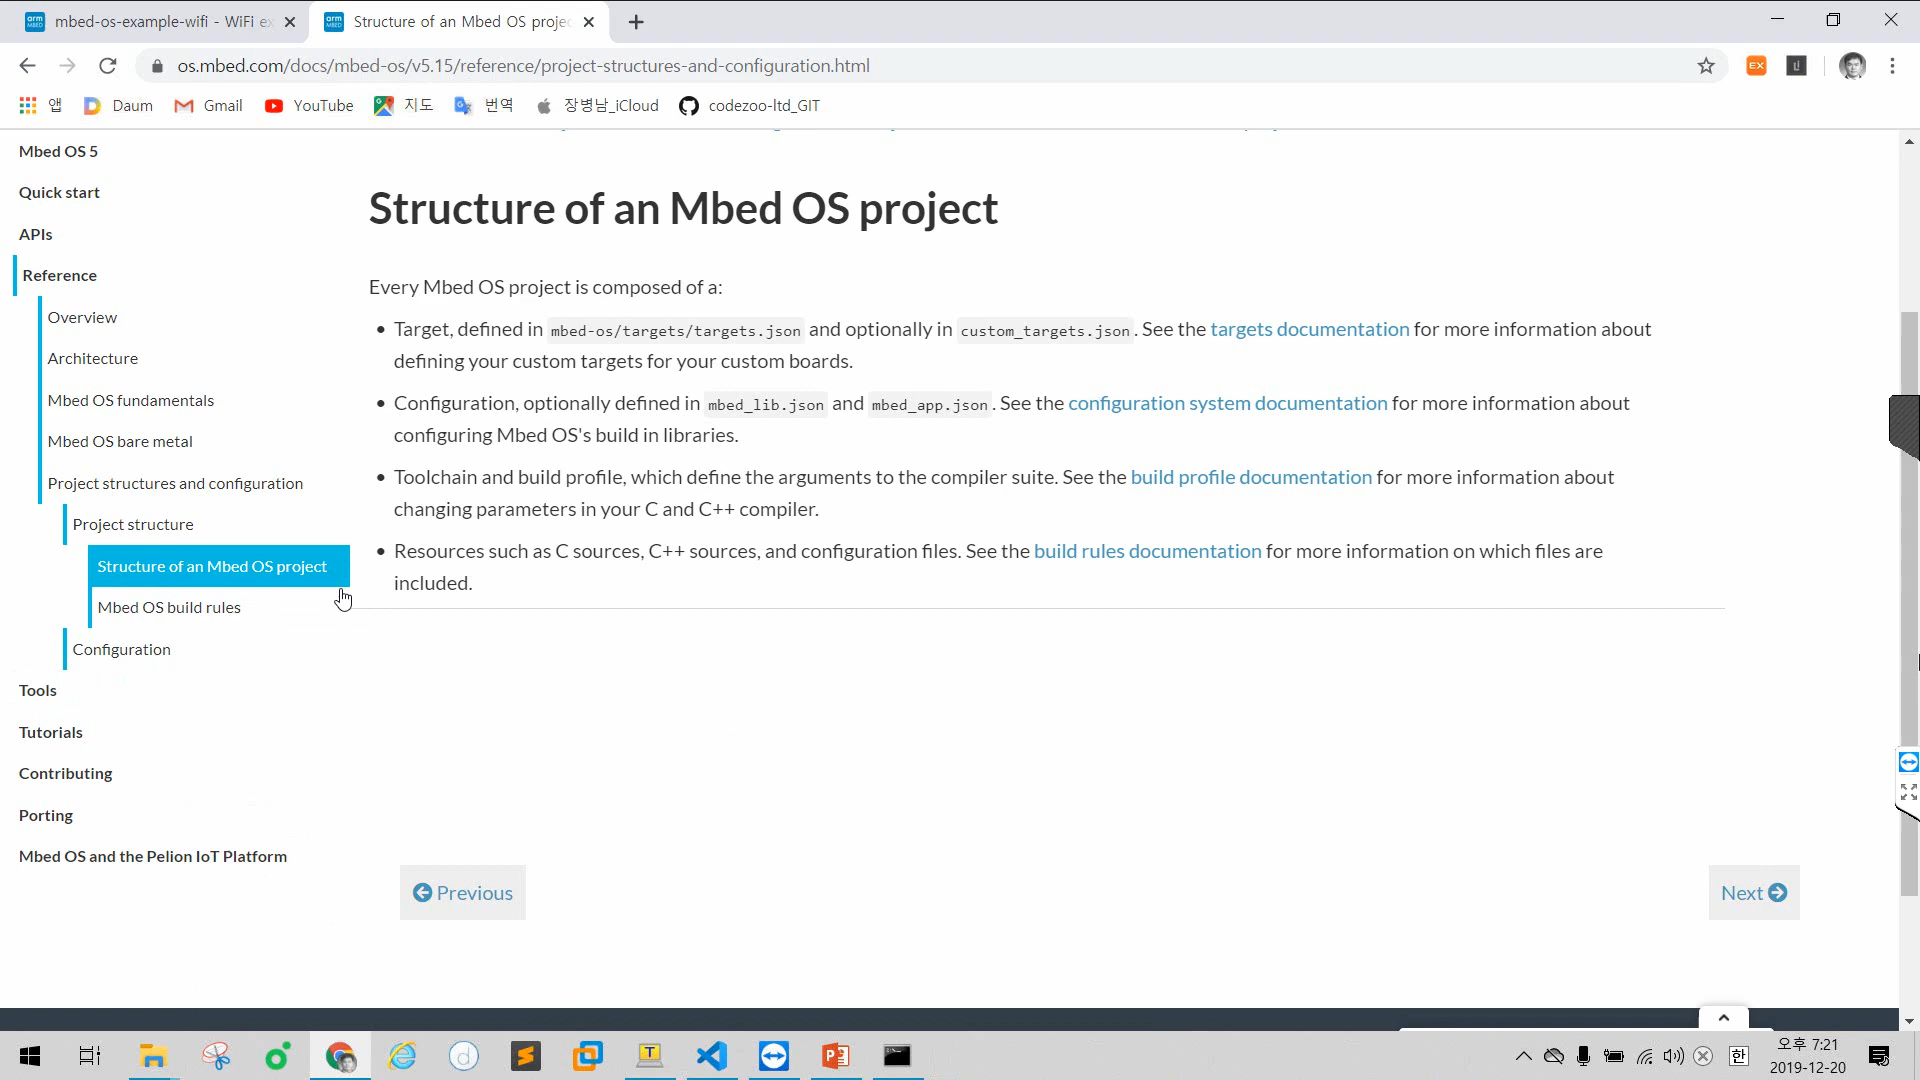 mbed-os-example-wifi - WiFi ex
Structure of an Mbed OS projec
os.mbed.com/docs/mbed-os/v5.15/reference/project-structures-and-configuration.html
앱 Daum Gmail YouTube 지도 번역 장병남_iCloud codezoo-ltd_GIT
Mbed OS 5
Quick start
APIs
Reference
Overview
Architecture
Mbed OS fundamentals
Mbed OS bare metal
Project structures and configuration
Project structure
Structure of an Mbed OS project
Mbed OS build rules
Configuration
Tools
Tutorials
Contributing
Porting
Mbed OS and the Pelion IoT Platform
Structure of an Mbed OS project
Every Mbed OS project is composed of a:
• Target, defined in mbed-os/targets/targets.json and optionally in custom_targets.json. See the targets documentation for more information about
defining your custom targets for your custom boards.
• Configuration, optionally defined in mbed_lib.json and mbed_app.json. See the configuration system documentation for more information about
configuring Mbed OS's build in libraries.
• Toolchain and build profile, which define the arguments to the compiler suite. See the build profile documentation for more information about
changing parameters in your C and C++ compiler.
• Resources such as C sources, C++ sources, and configuration files. See the build rules documentation for more information on which files are
included.
Previous
Next
한
오후 7:21
2019-12-20